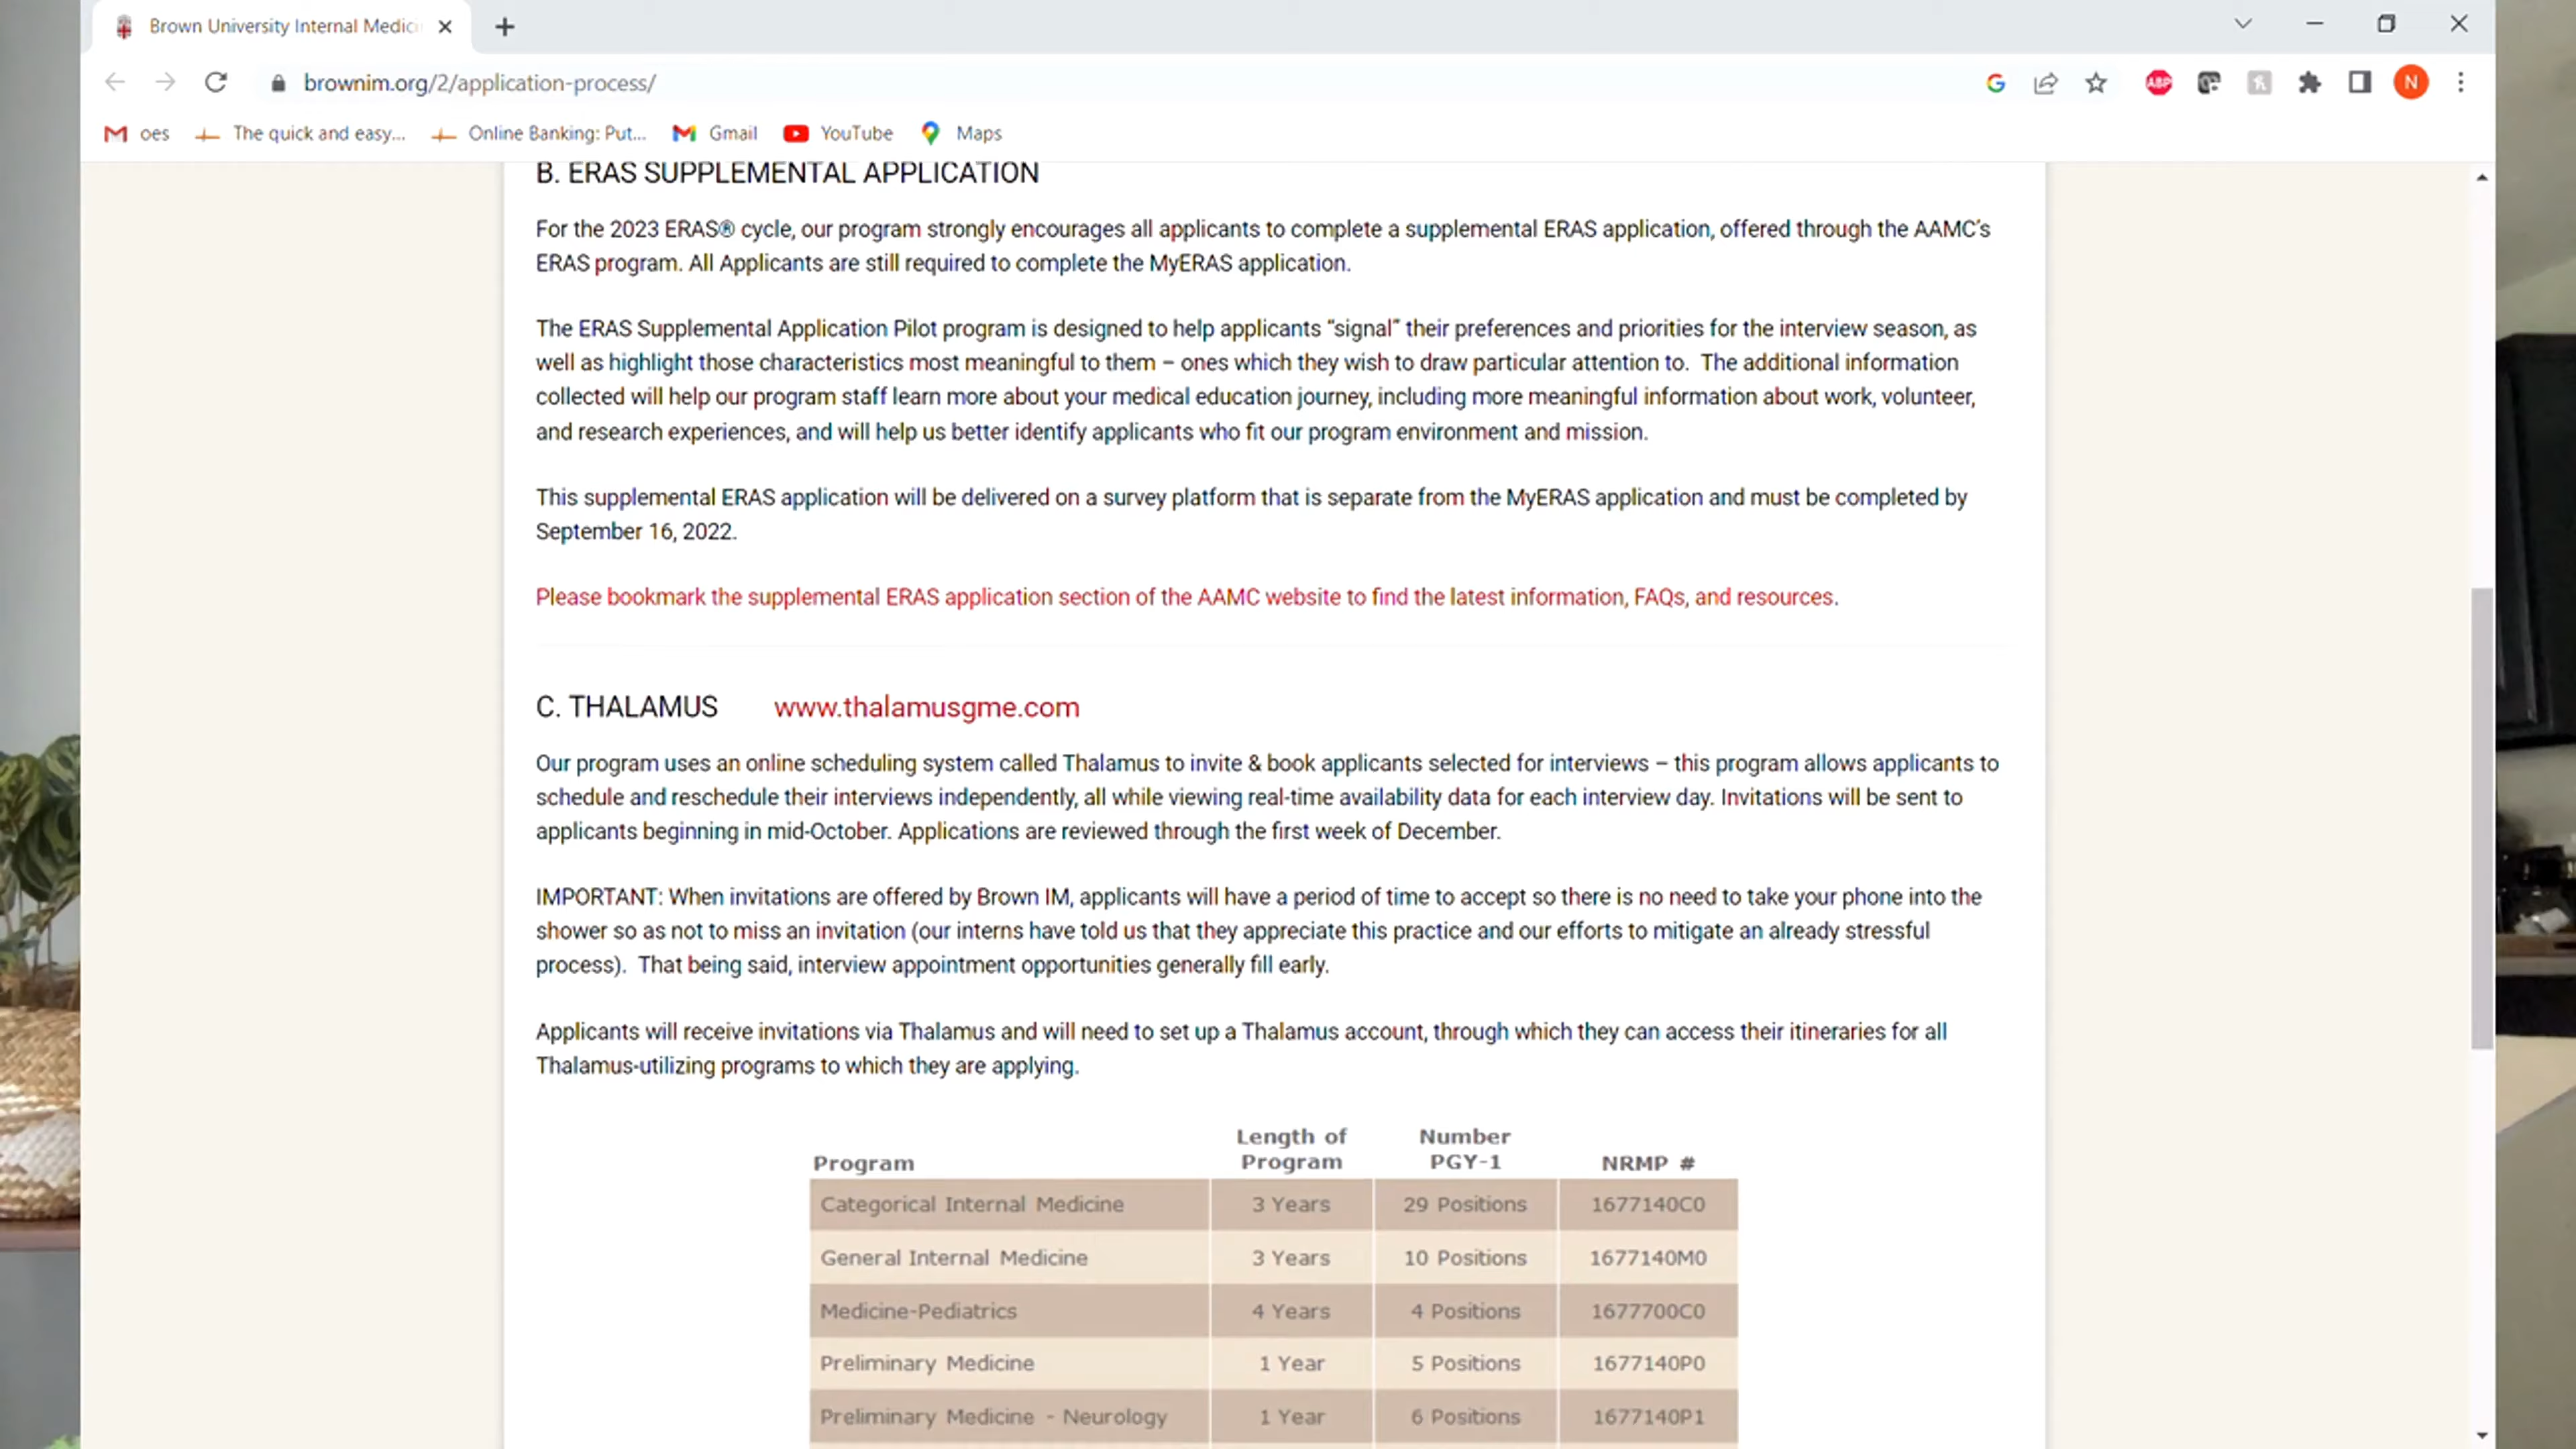 Brown University Internal Medici
brownim.org/2/application-process/
ABP
N
oes
The quick and easy...
Online Banking: Put...
Gmail
YouTube
Maps
B. ERAS SUPPLEMENTAL APPLICATION
For the 2023 ERAS® cycle, our program strongly encourages all applicants to complete a supplemental ERAS application, offered through the AAMC's
ERAS program. All Applicants are still required to complete the MyERAS application.
The ERAS Supplemental Application Pilot program is designed to help applicants “signal” their preferences and priorities for the interview season, as
well as highlight those characteristics most meaningful to them – ones which they wish to draw particular attention to. The additional information
collected will help our program staff learn more about your medical education journey, including more meaningful information about work, volunteer,
and research experiences, and will help us better identify applicants who fit our program environment and mission.
This supplemental ERAS application will be delivered on a survey platform that is separate from the MyERAS application and must be completed by
September 16, 2022.
Please bookmark the supplemental ERAS application section of the AAMC website to find the latest information, FAQs, and resources.
C. THALAMUS www.thalamusgme.com
Our program uses an online scheduling system called Thalamus to invite & book applicants selected for interviews – this program allows applicants to
schedule and reschedule their interviews independently, all while viewing real-time availability data for each interview day. Invitations will be sent to
applicants beginning in mid-October. Applications are reviewed through the first week of December.
IMPORTANT: When invitations are offered by Brown IM, applicants will have a period of time to accept so there is no need to take your phone into the
shower so as not to miss an invitation (our interns have told us that they appreciate this practice and our efforts to mitigate an already stressful
process). That being said, interview appointment opportunities generally fill early.
Applicants will receive invitations via Thalamus and will need to set up a Thalamus account, through which they can access their itineraries for all
Thalamus-utilizing programs to which they are applying.
Program Length of Program Number PGY-1 NRMP #
Categorical Internal Medicine 3 Years 29 Positions 1677140C0
General Internal Medicine 3 Years 10 Positions 1677140M0
Medicine-Pediatrics 4 Years 4 Positions 1677700C0
Preliminary Medicine 1 Year 5 Positions 1677140P0
Preliminary Medicine - Neurology 1 Year 6 Positions 1677140P1